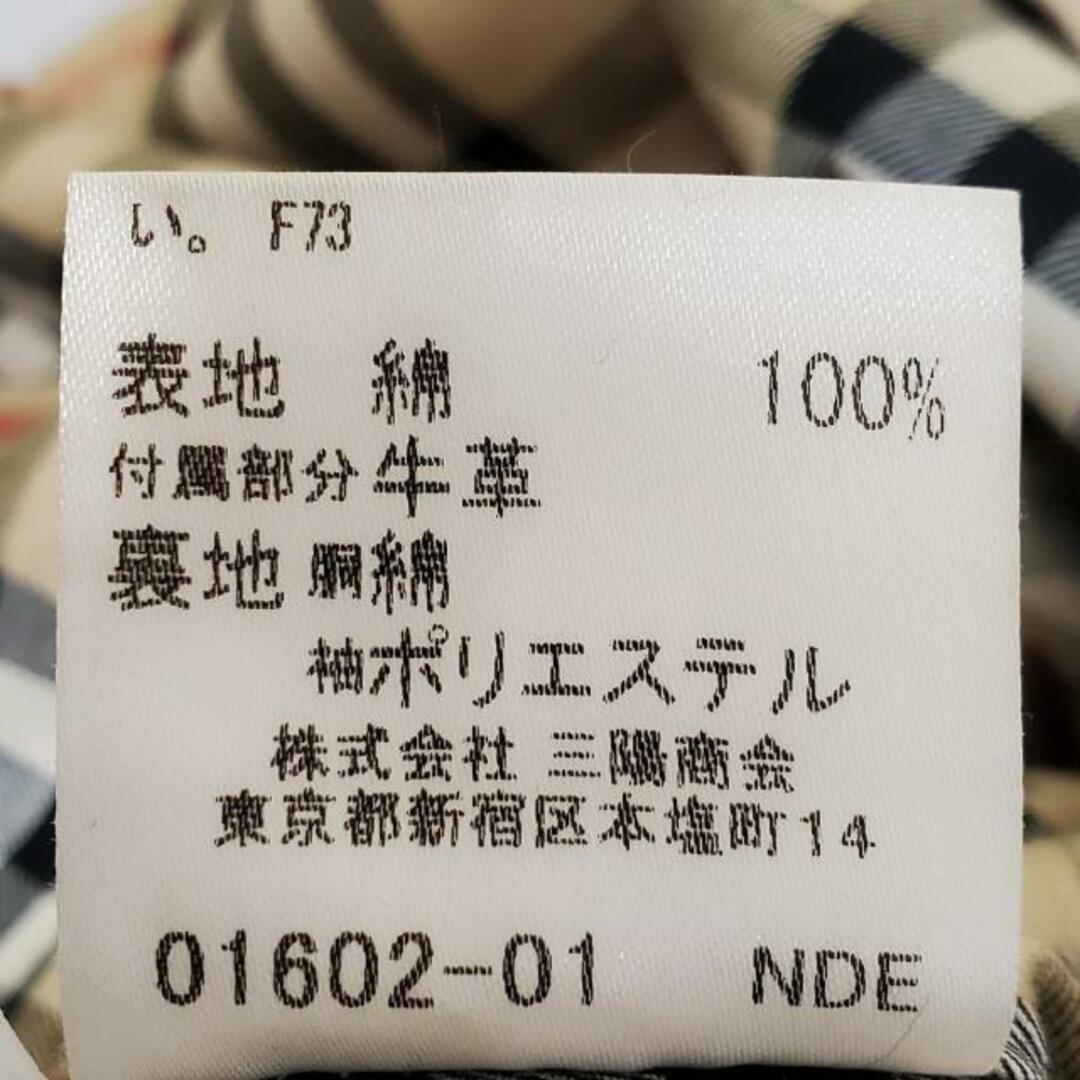 い。 F73
表地 綿 100%
付属部分 牛革
裏地 胴綿
袖ポリエステル
株式会社 三陽商会
東京都新宿区本塩町14
01602-01 NDE